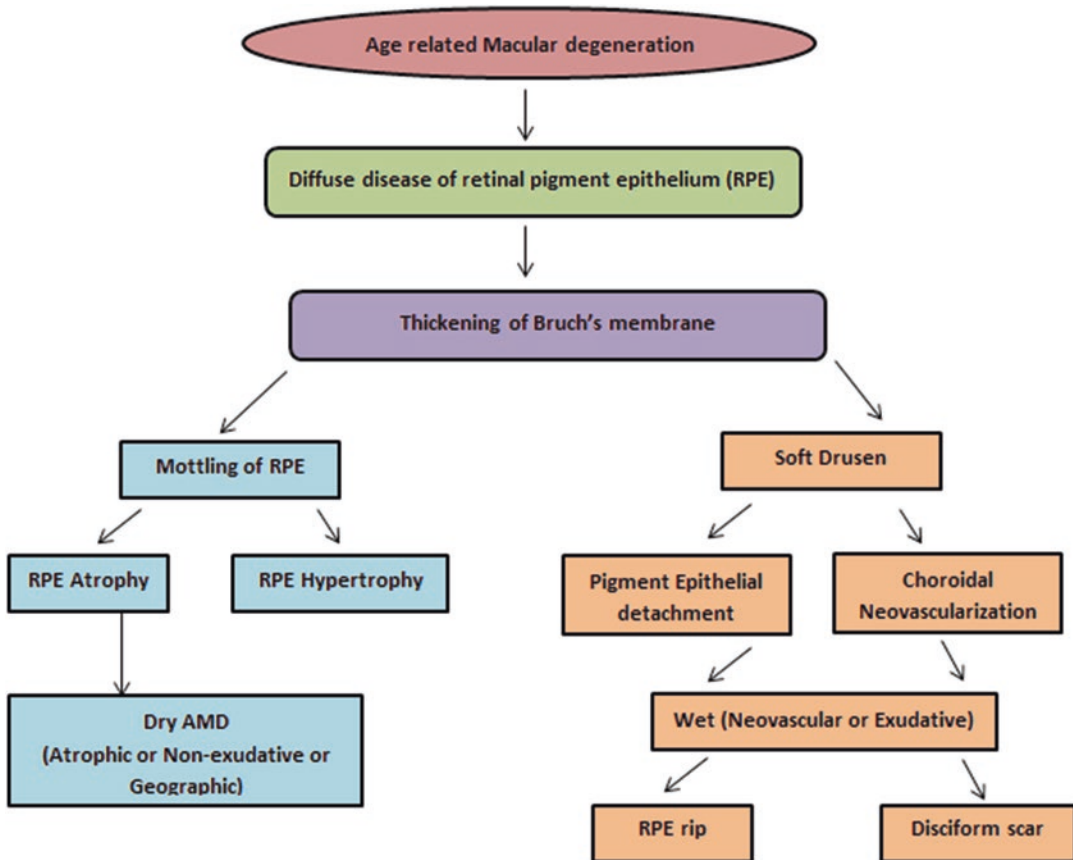 Age related Macular degeneration
Diffuse disease of retinal pigment epithelium (RPE)
Thickening of Bruch's membrane
Mottling of RPE
Soft Drusen
RPE Atrophy
RPE Hypertrophy
Pigment Epithelial
detachment
Choroidal
Neovascularization
Dry AMD
(Atrophic or Non-exudative or
Geographic)
Wet (Neovascular or Exudative)
RPE rip
Disciform scar